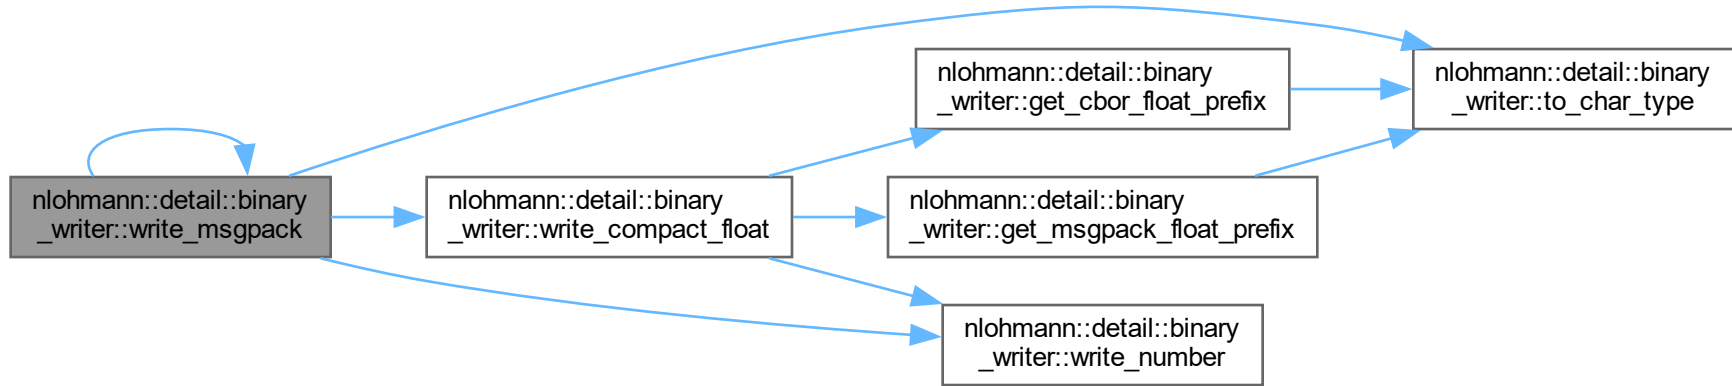 nlohmann::detail::binary
_writer::write_msgpack
nlohmann::detail::binary
_writer::write_compact_float
nlohmann::detail::binary
_writer::get_cbor_float_prefix
nlohmann::detail::binary
_writer::to_char_type
nlohmann::detail::binary
_writer::get_msgpack_float_prefix
nlohmann::detail::binary
_writer::write_number